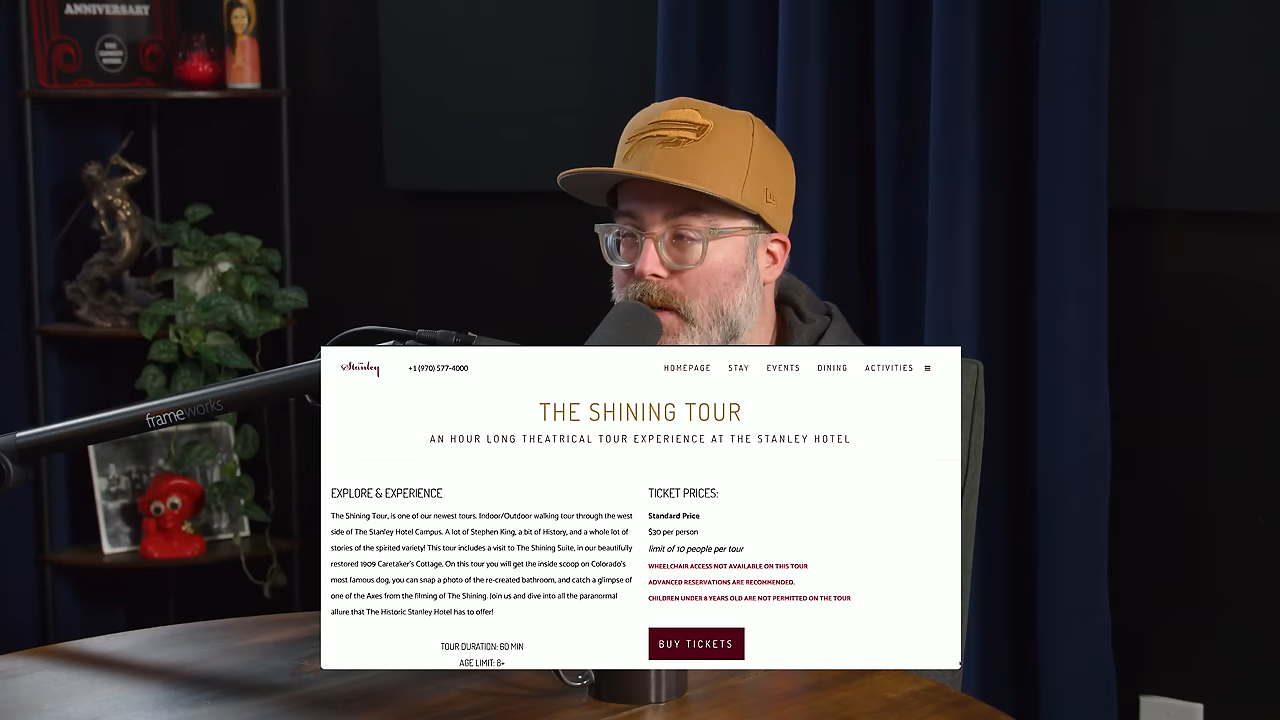 ANNIVERSARY
frameworks
Stanley
+1 (970) 577-4000
HOMEPAGE STAY EVENTS DINING ACTIVITIES
THE SHINING TOUR
AN HOUR LONG THEATRICAL TOUR EXPERIENCE AT THE STANLEY HOTEL
EXPLORE & EXPERIENCE
The Shining Tour, is one of our newest tours. Indoor/Outdoor walking tour through the west
side of The Stanley Hotel Campus. A lot of Stephen King, a bit of History, and a whole lot of
stories of the spirited variety! This tour includes a visit to The Shining Suite, in our beautifully
restored 1909 Caretaker's Cottage. On this tour you will get the inside scoop on Colorado's
most famous dog, you can snap a photo of the re-created bathroom, and catch a glimpse of
one of the Axes from the filming of The Shining. Join us and dive into all the paranormal
allure that The Historic Stanley Hotel has to offer!
TOUR DURATION: 60 MIN
AGE LIMIT: 8+
TICKET PRICES:
Standard Price
$30 per person
limit of 10 people per tour
WHEELCHAIR ACCESS NOT AVAILABLE ON THIS TOUR
ADVANCED RESERVATIONS ARE RECOMMENDED.
CHILDREN UNDER 8 YEARS OLD ARE NOT PERMITTED ON THE TOUR
BUY TICKETS